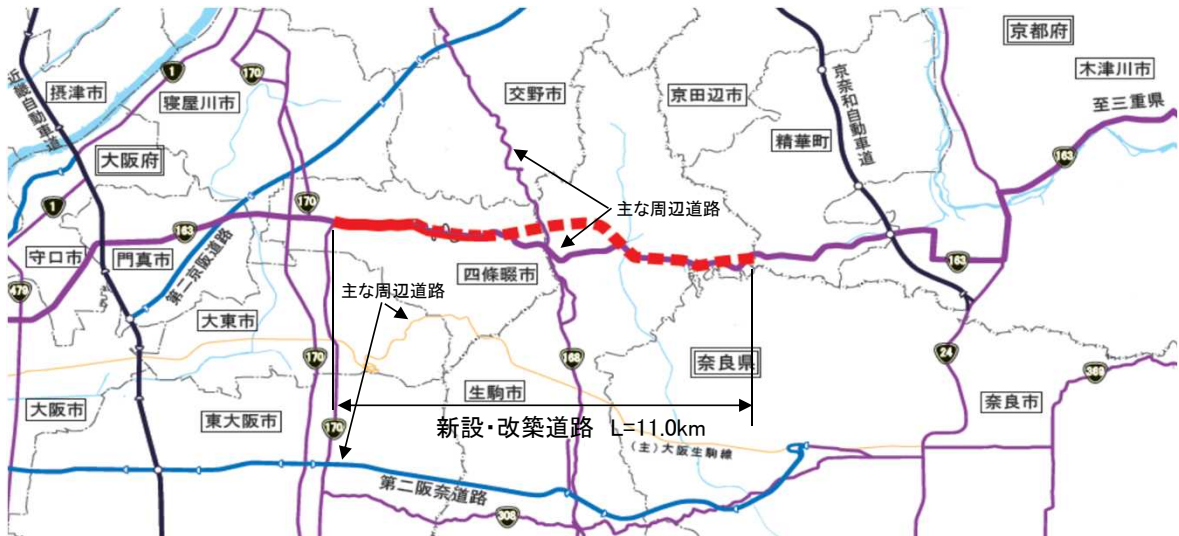 京都府
木津川市
至三重県
163
摂津市
1
寝屋川市
170
交野市
京田辺市
京奈和自動車道
精華町
近畿自動車道
大阪府
1
170
主な周辺道路
163
守口市
門真市
第二京阪道路
四條畷市
163
479
主な周辺道路
大東市
170
168
奈良県
24
369
大阪市
東大阪市
170
生駒市
奈良市
新設・改築道路 L=11.0km
(主)大阪生駒線
第二阪奈道路
308